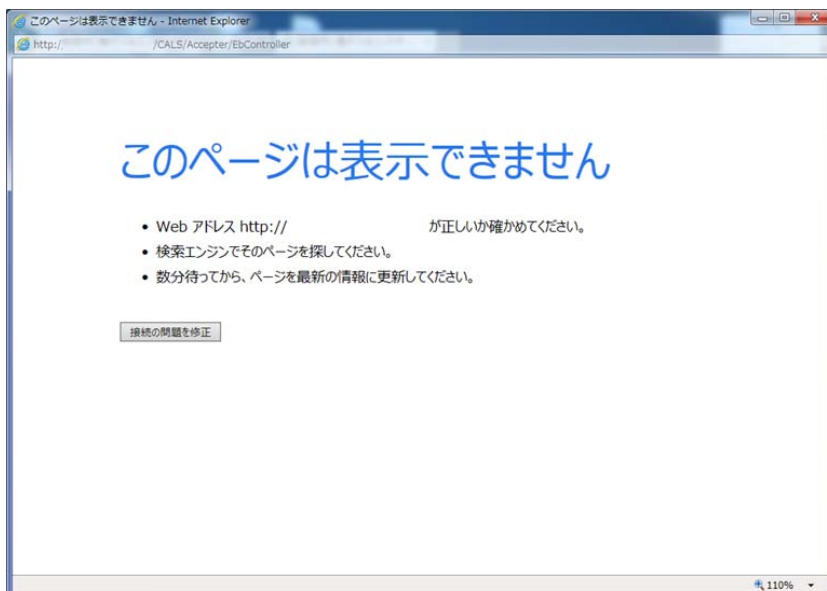 このページは表示できません - Internet Explorer
http:/ /CALS/Accepter/EbController
このページは表示できません
• Web アドレス http:// が正しいか確かめてください。
• 検索エンジンでそのページを探してください。
• 数分待ってから、ページを最新の情報に更新してください。
接続の問題を修正
110%